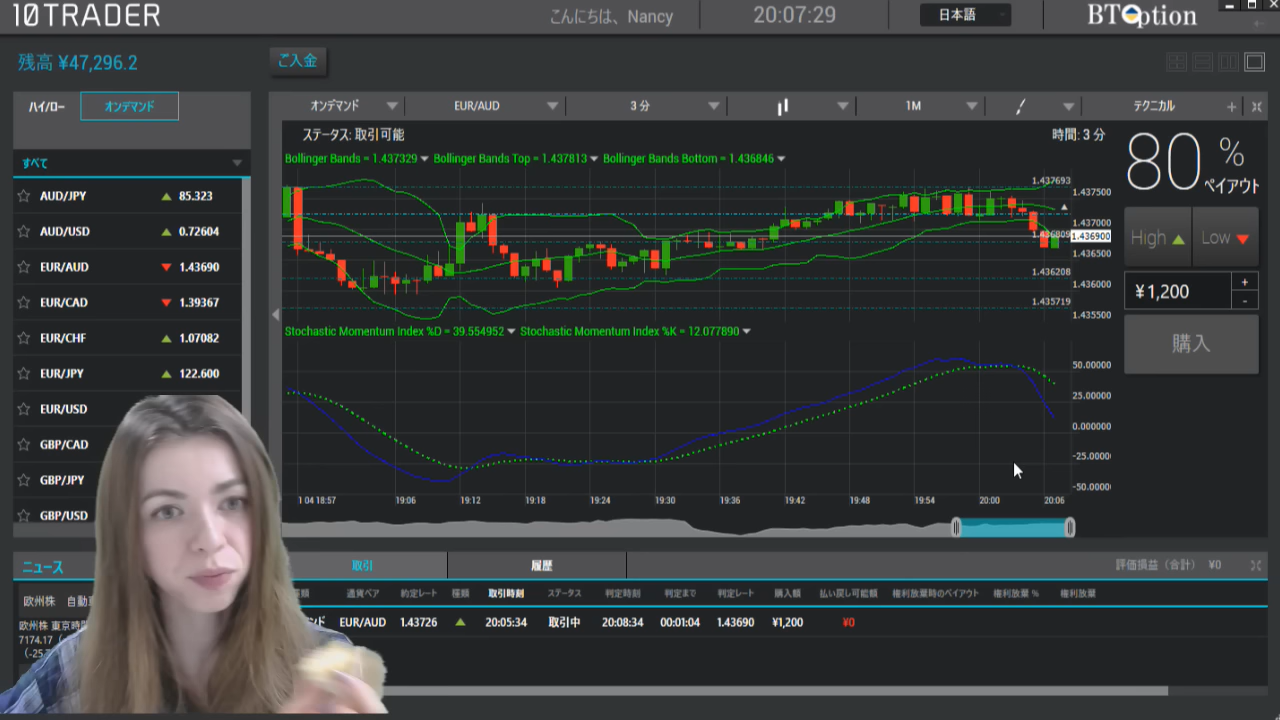 10TRADER
こんにちは、Nancy
20:07:29
日本語
BTOption
残高 ¥47,296.2
ご入金
ハイ/ロー
オンデマンド
オンデマンド
EUR/AUD
3 分
1M
テクニカル
ステータス: 取引可能
時間: 3 分
80 % ペイアウト
すべて
Bollinger Bands = 1.437329
Bollinger Bands Top = 1.437813
Bollinger Bands Bottom = 1.436846
AUD/JPY 85.323
AUD/USD 0.72604
EUR/AUD 1.43690
EUR/CAD 1.39367
EUR/CHF 1.07082
EUR/JPY 122.600
EUR/USD
GBP/CAD
GBP/JPY
GBP/USD
1.437693
1.436809
1.436208
1.435719
1.437500
1.437000
1.436900
1.436500
1.436000
1.435500
High
Low
¥1,200
+
-
購入
Stochastic Momentum Index %D = 39.554952
Stochastic Momentum Index %K = 12.077890
50.00000
25.00000
0.000000
-25.0000
-50.0000
1 04 18:57 19:06 19:12 19:18 19:24 19:30 19:36 19:42 19:48 19:54 20:00 20:06
ニュース
取引
履歴
評価損益（合計） ¥0
通貨ペア 約定レート 種類 取引時刻 ステータス 判定時刻 判定まで 判定レート 購入額 払い戻し可能額 権利放棄時のペイアウト 権利放棄 % 権利放棄
EUR/AUD 1.43726 20:05:34 取引中 20:08:34 00:01:04 1.43690 ¥1,200 ¥0
欧州株 自動
欧州株 東京時
7174.17